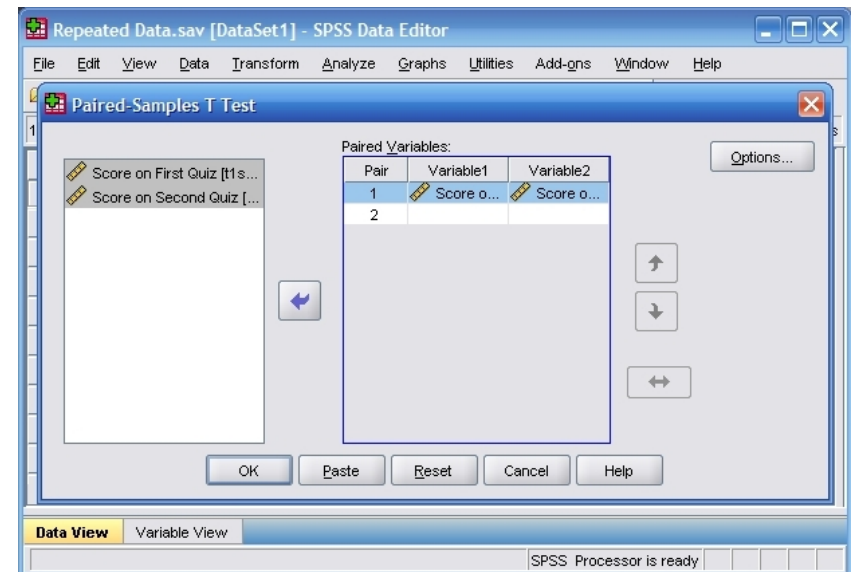 Repeated Data.sav [DataSet1] - SPSS Data Editor
File Edit View Data Transform Analyze Graphs Utilities Add-ons Window Help
Paired-Samples T Test
Paired Variables:
Options...
Score on First Quiz [t1s...
Score on Second Quiz [...
Pair Variable1 Variable2
1 Score o... Score o...
2
OK Paste Reset Cancel Help
Data View Variable View
SPSS Processor is ready